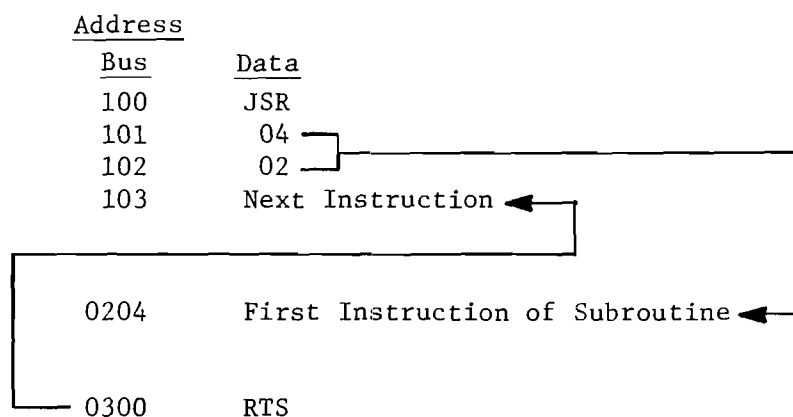 Address
Bus Data
100 JSR
101 04
102 02
103 Next Instruction
0204 First Instruction of Subroutine
0300 RTS